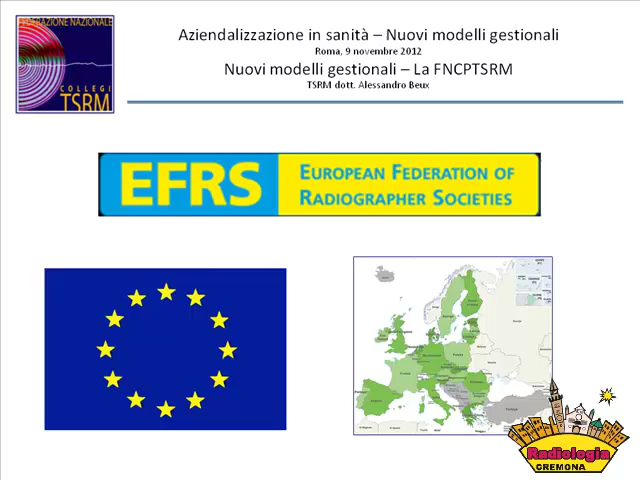 FEDERAZIONE NAZIONALE
COLLEGI
TSRM
Aziendalizzazione in sanità – Nuovi modelli gestionali
Roma, 9 novembre 2012
Nuovi modelli gestionali – La FNCPTSRM
TSRM dott. Alessandro Beux
EFRS
EUROPEAN FEDERATION OF
RADIOGRAPHER SOCIETIES
Radiologia
CREMONA